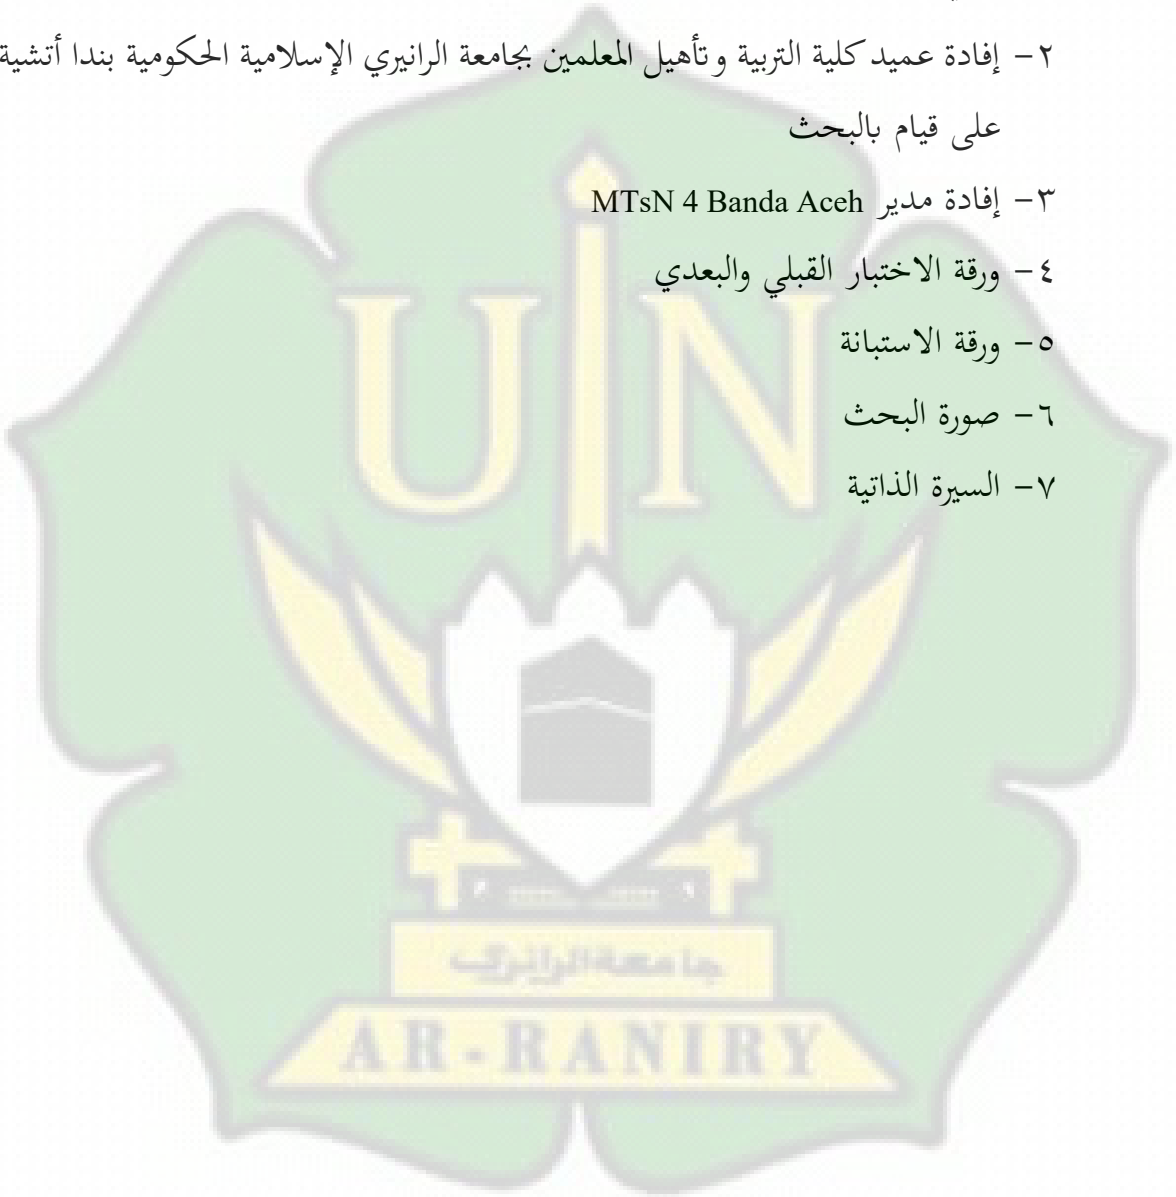 ٢- إفادة عميد كلية التربية وتأهيل المعلمين بجامعة الرانيري الإسلامية الحكومية بندا أتشية
على قيام بالبحث
٣- إفادة مدير MTsN 4 Banda Aceh
٤- ورقة الاختبار القبلي والبعدي
٥- ورقة الاستبانة
٦- صورة البحث
٧- السيرة الذاتية
UIN
جامعة الرانيري
AR-RANIRY